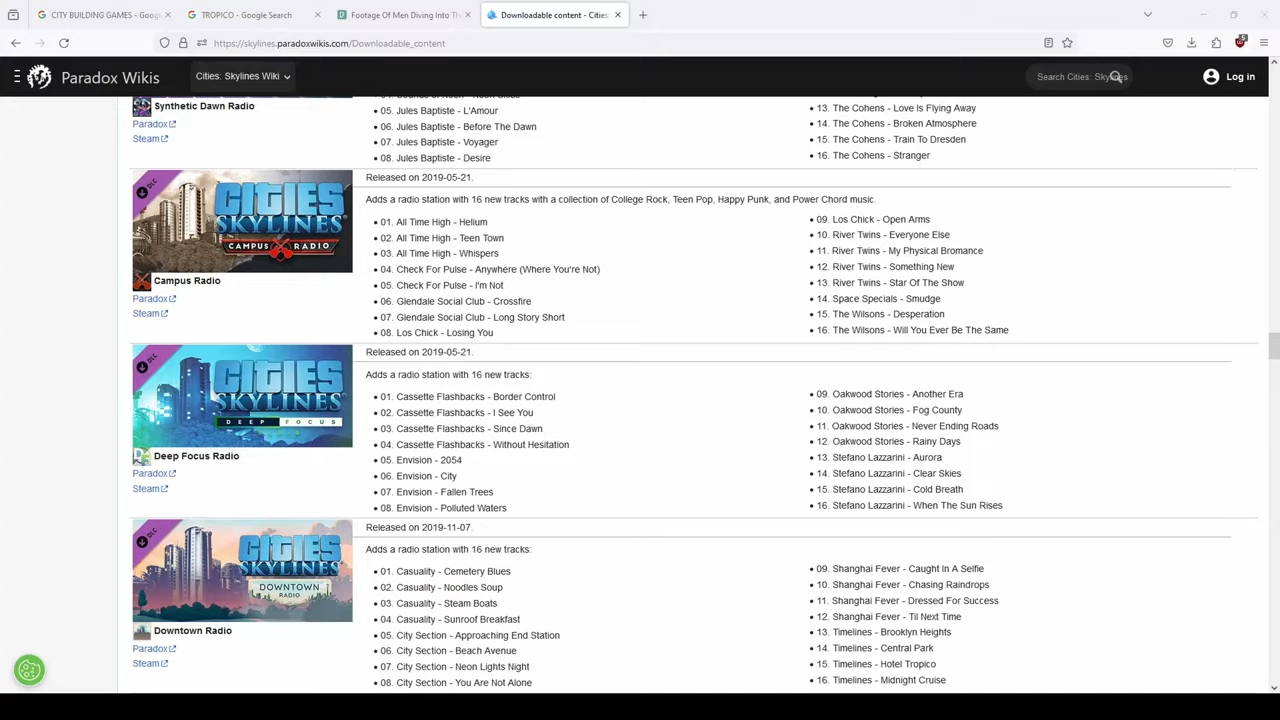 CITY BUILDING GAMES - Goog
TROPICO - Google Search
Footage Of Men Diving Into Th
Downloadable content - Cities:
https://skylines.paradoxwikis.com/Downloadable_content
Paradox Wikis
Cities: Skylines Wiki
Search Cities: Skylines
Log in
Synthetic Dawn Radio
Paradox
Steam
05. Jules Baptiste - L'Amour
06. Jules Baptiste - Before The Dawn
07. Jules Baptiste - Voyager
08. Jules Baptiste - Desire
13. The Cohens - Love Is Flying Away
14. The Cohens - Broken Atmosphere
15. The Cohens - Train To Dresden
16. The Cohens - Stranger
DLC
CITIES
SKYLINES
CAMPUS RADIO
Campus Radio
Paradox
Steam
Released on 2019-05-21.
Adds a radio station with 16 new tracks with a collection of College Rock, Teen Pop, Happy Punk, and Power Chord music.
01. All Time High - Helium
02. All Time High - Teen Town
03. All Time High - Whispers
04. Check For Pulse - Anywhere (Where You're Not)
05. Check For Pulse - I'm Not
06. Glendale Social Club - Crossfire
07. Glendale Social Club - Long Story Short
08. Los Chick - Losing You
09. Los Chick - Open Arms
10. River Twins - Everyone Else
11. River Twins - My Physical Bromance
12. River Twins - Something New
13. River Twins - Star Of The Show
14. Space Specials - Smudge
15. The Wilsons - Desperation
16. The Wilsons - Will You Ever Be The Same
DLC
CITIES
SKYLINES
DEEP FOCUS
Deep Focus Radio
Paradox
Steam
Released on 2019-05-21.
Adds a radio station with 16 new tracks:
01. Cassette Flashbacks - Border Control
02. Cassette Flashbacks - I See You
03. Cassette Flashbacks - Since Dawn
04. Cassette Flashbacks - Without Hesitation
05. Envision - 2054
06. Envision - City
07. Envision - Fallen Trees
08. Envision - Polluted Waters
09. Oakwood Stories - Another Era
10. Oakwood Stories - Fog County
11. Oakwood Stories - Never Ending Roads
12. Oakwood Stories - Rainy Days
13. Stefano Lazzarini - Aurora
14. Stefano Lazzarini - Clear Skies
15. Stefano Lazzarini - Cold Breath
16. Stefano Lazzarini - When The Sun Rises
DLC
CITIES
SKYLINES
DOWNTOWN
RADIO
Downtown Radio
Paradox
Steam
Released on 2019-11-07.
Adds a radio station with 16 new tracks:
01. Casuality - Cemetery Blues
02. Casuality - Noodles Soup
03. Casuality - Steam Boats
04. Casuality - Sunroof Breakfast
05. City Section - Approaching End Station
06. City Section - Beach Avenue
07. City Section - Neon Lights Night
08. City Section - You Are Not Alone
09. Shanghai Fever - Caught In A Selfie
10. Shanghai Fever - Chasing Raindrops
11. Shanghai Fever - Dressed For Success
12. Shanghai Fever - Til Next Time
13. Timelines - Brooklyn Heights
14. Timelines - Central Park
15. Timelines - Hotel Tropico
16. Timelines - Midnight Cruise